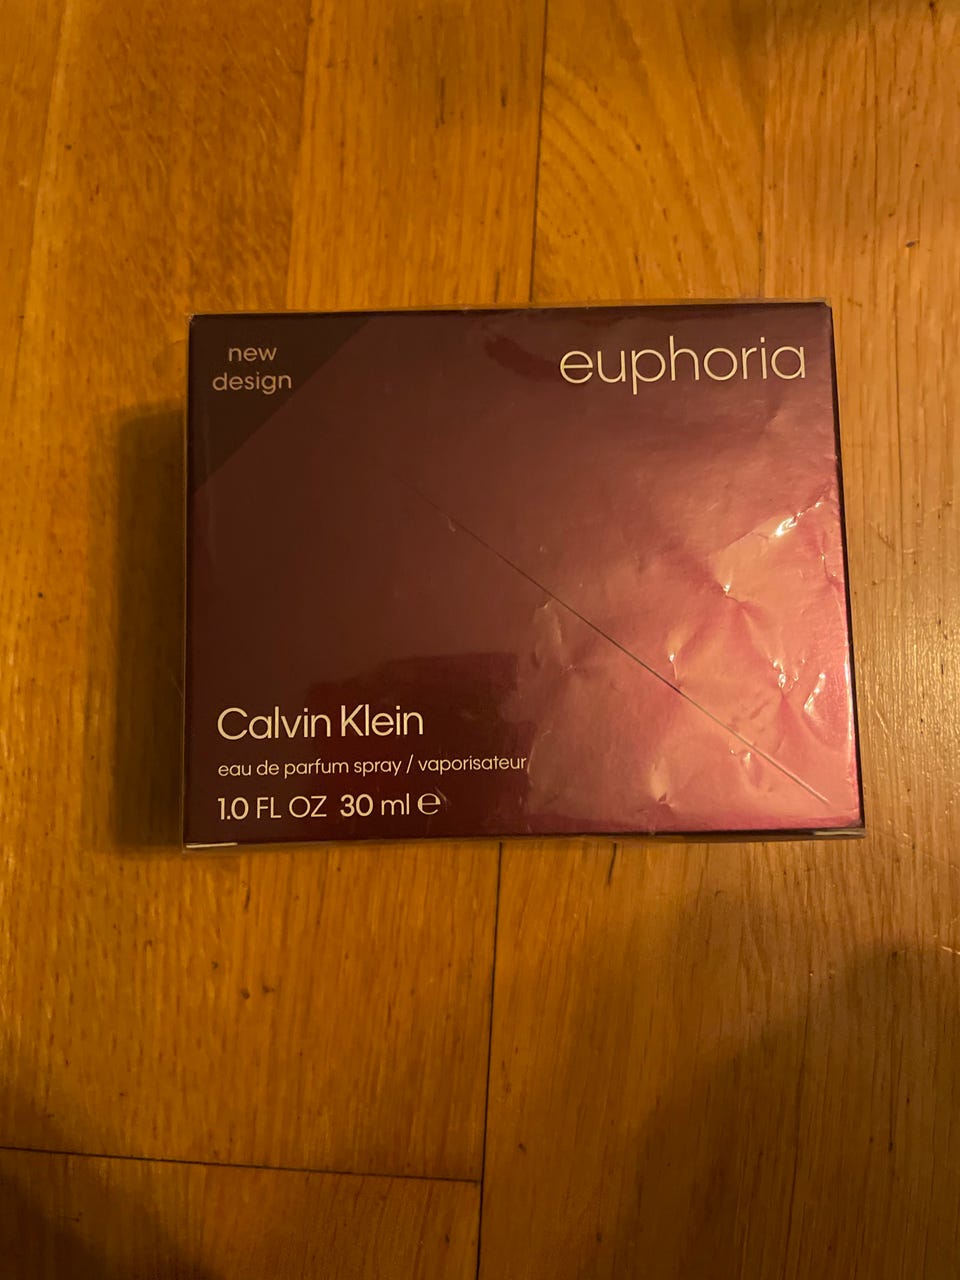 new
design
euphoria
Calvin Klein
eau de parfum spray / vaporisateur
1.0 FL OZ 30 ml ℮